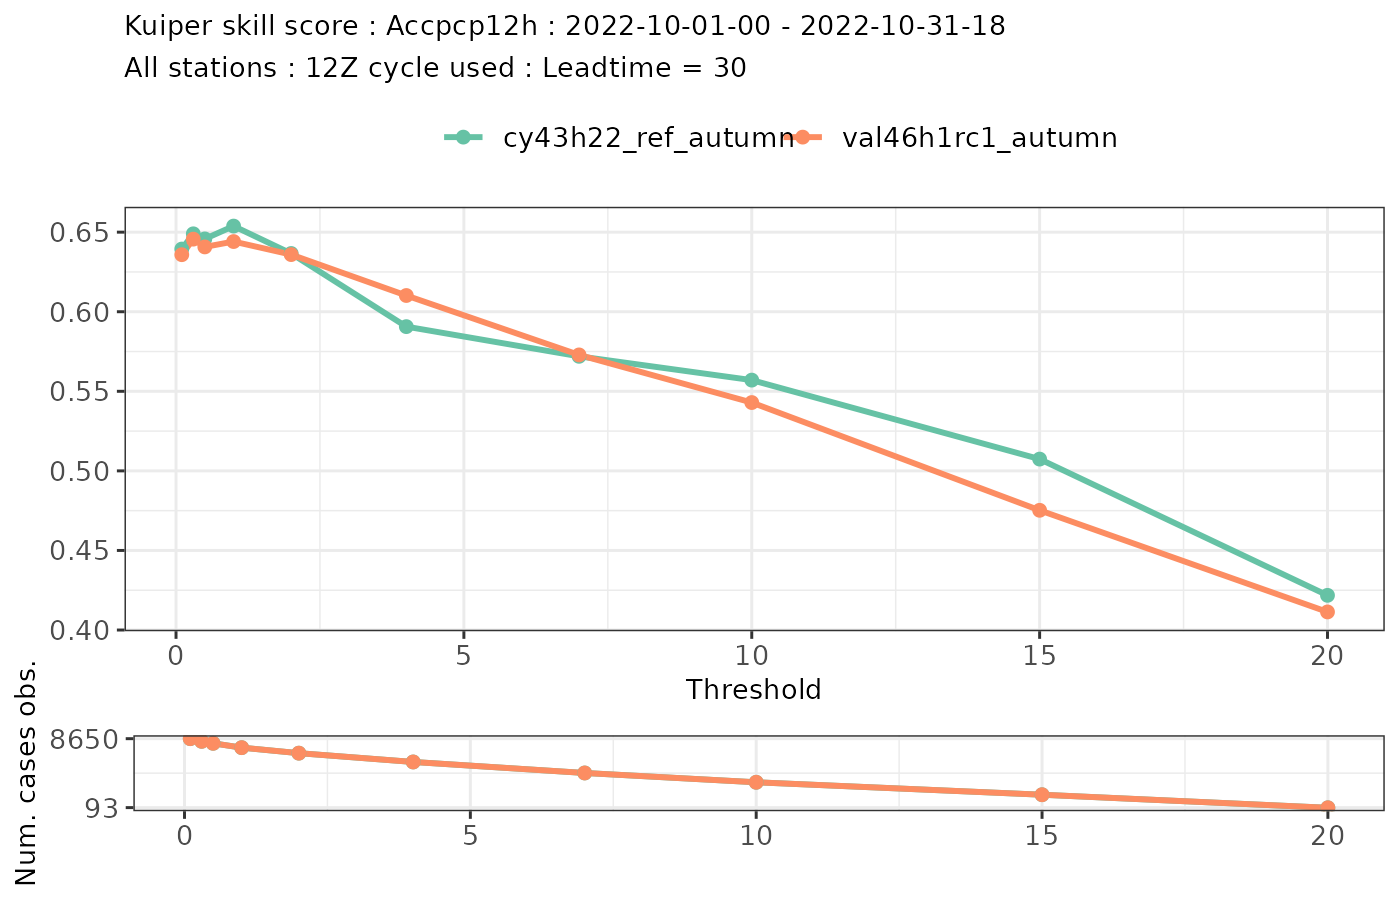 Kuiper skill score : Accpcp12h : 2022-10-01-00 - 2022-10-31-18
All stations : 12Z cycle used : Leadtime = 30
cy43h22_ref_autumn val46h1rc1_autumn
0.65
0.60
0.55
0.50
0.45
0.40
0 5 10 15 20
Threshold
Num. cases obs.
8650
93
0 5 10 15 20